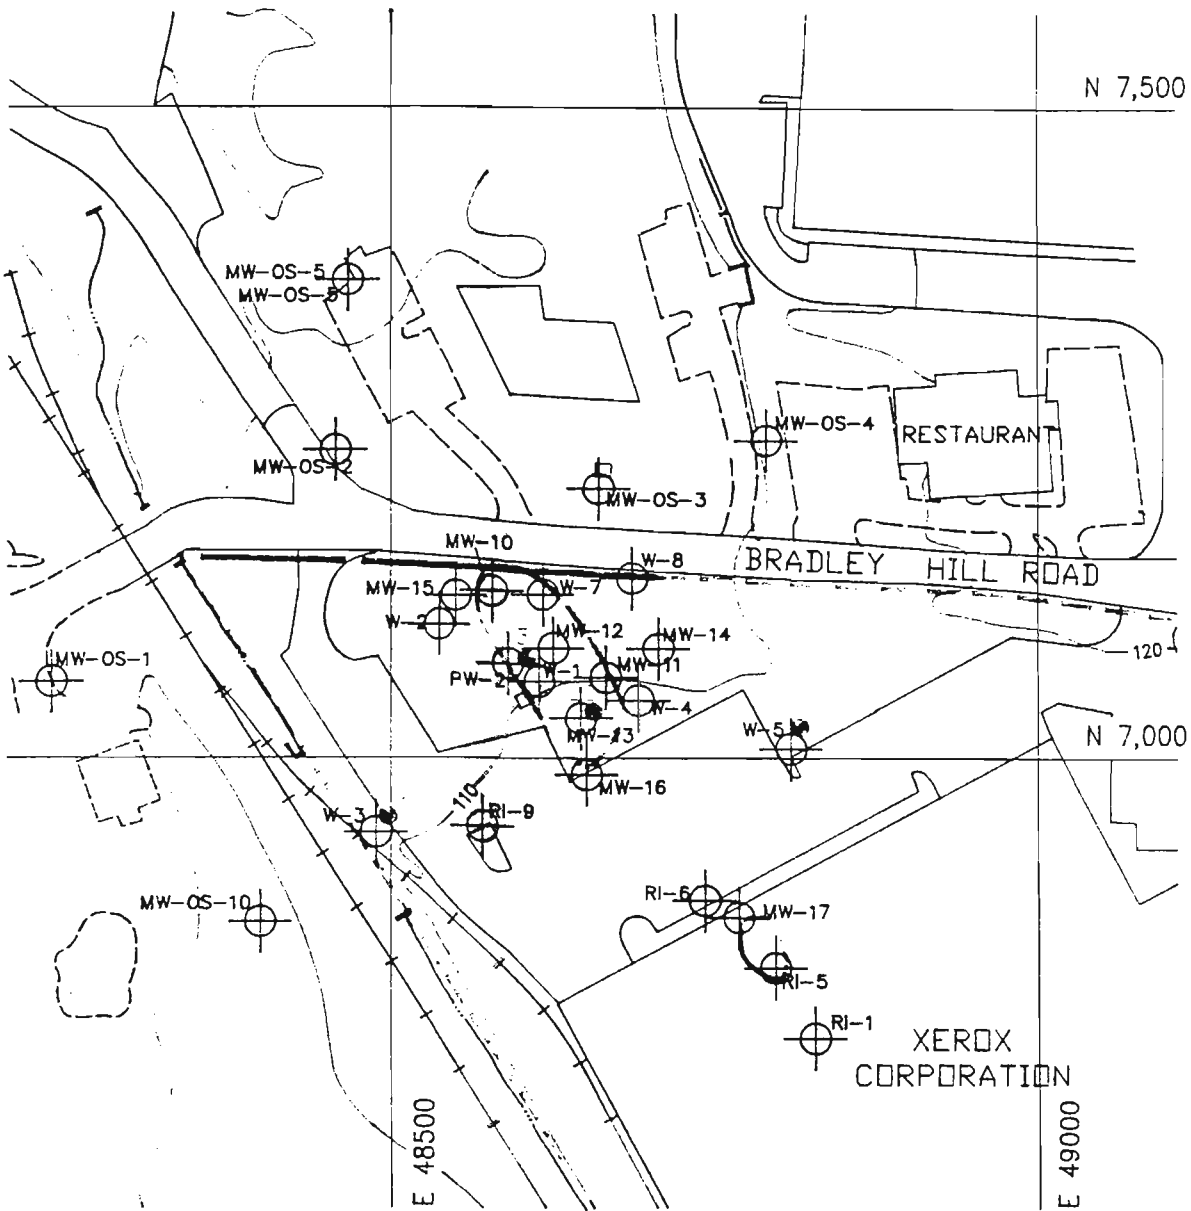 N 7,500
MW-OS-5
MW-OS-5
MW-OS-4
RESTAURANT
MW-OS-2
MW-OS-3
MW-10
W-8
BRADLEY HILL ROAD
MW-15
W-7
W-2
MW-12
MW-14
120
MW-OS-1
PW-2
W-1
MW-11
W-4
W-5
N 7,000
MW-13
MW-16
110
W-3
RI-9
RI-6
MW-OS-10
MW-17
RI-5
RI-1
XEROX
CORPORATION
E 48500
E 49000